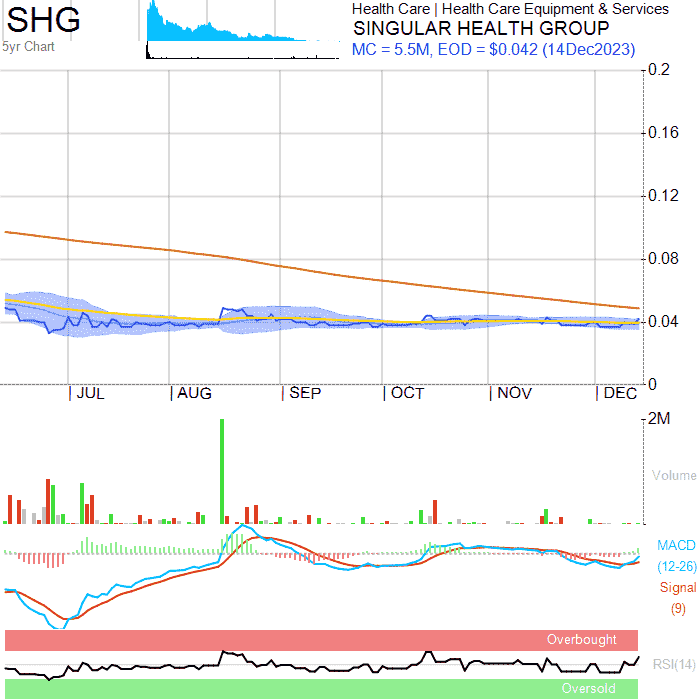 SHG
5yr Chart
Health Care | Health Care Equipment & Services
SINGULAR HEALTH GROUP
MC = 5.5M, EOD = $0.042 (14Dec2023)
0.2
0.16
0.12
0.08
0.04
0
JUL AUG SEP OCT NOV DEC
2M
Volume
MACD
(12-26)
Signal
(9)
Overbought
RSI(14)
Oversold